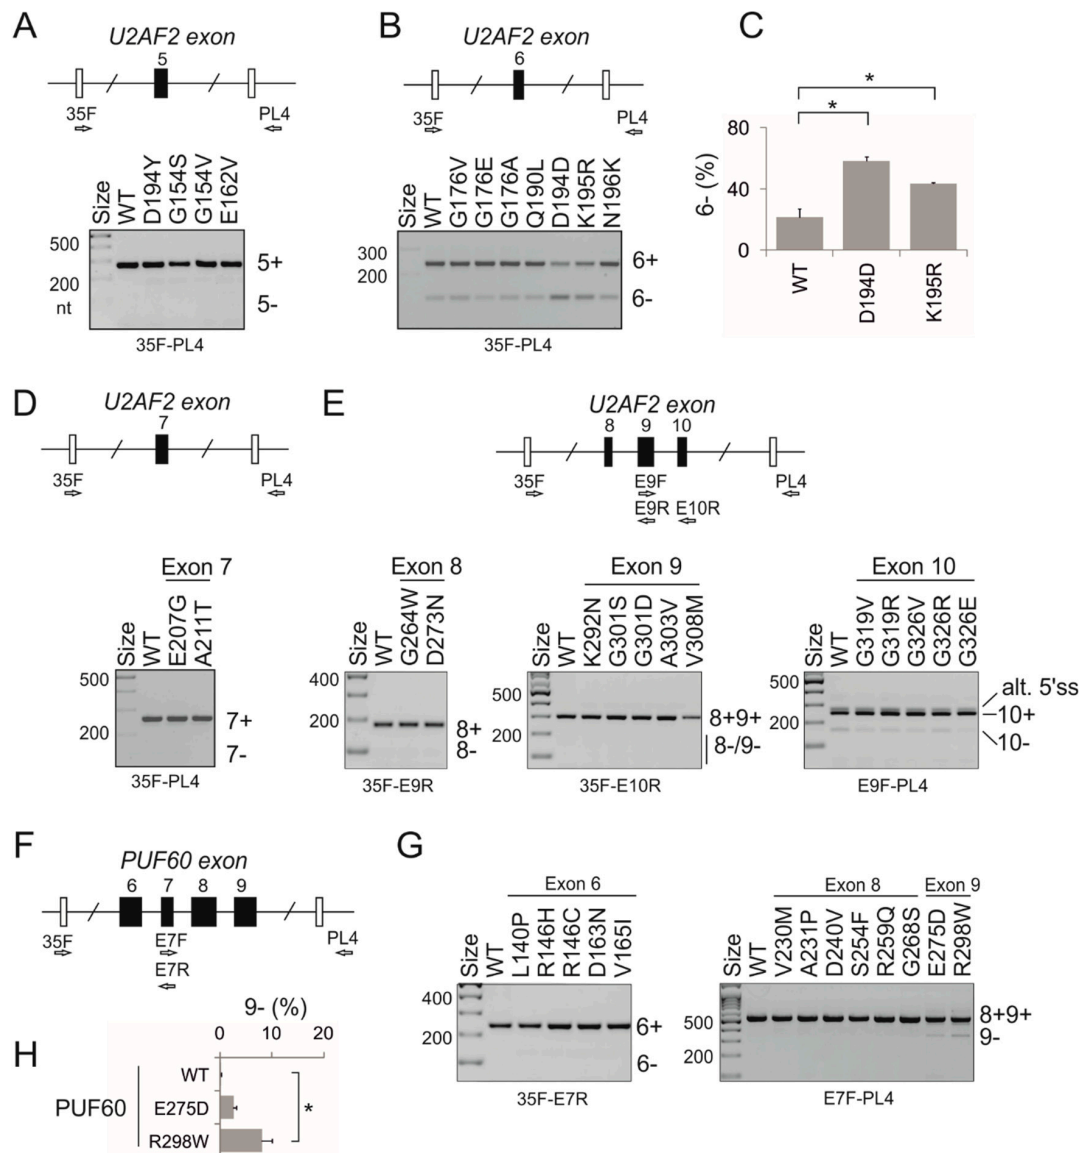 A
U2AF2 exon
5
35F
PL4
Size
WT
D194Y
G154S
G154V
E162V
500
200
nt
5+
5-
35F-PL4
B
U2AF2 exon
6
35F
PL4
Size
WT
G176V
G176E
G176A
Q190L
D194D
K195R
N196K
300
200
6+
6-
35F-PL4
C
*
*
6- (%)
80
40
0
WT
D194D
K195R
D
U2AF2 exon
7
35F
PL4
Exon 7
Size
WT
E207G
A211T
500
200
7+
7-
35F-PL4
E
U2AF2 exon
8 9 10
35F
E9F
PL4
E9R E10R
Exon 8
Size
WT
G264W
D273N
400
200
8+
8-
35F-E9R
Exon 9
Size
WT
K292N
G301S
G301D
A303V
V308M
500
200
8+9+
8-/9-
35F-E10R
Exon 10
Size
WT
G319V
G319R
G326V
G326R
G326E
500
200
alt. 5'ss
10+
10-
E9F-PL4
F
PUF60 exon
6 7 8 9
35F
E7F
PL4
E7R
G
Exon 6
Size
WT
L140P
R146H
R146C
D163N
V165I
400
200
6+
6-
35F-E7R
Exon 8
Exon 9
Size
WT
V230M
A231P
D240V
S254F
R259Q
G268S
E275D
R298W
500
200
8+9+
9-
E7F-PL4
H
9- (%)
0 10 20
PUF60
WT
E275D
R298W
*